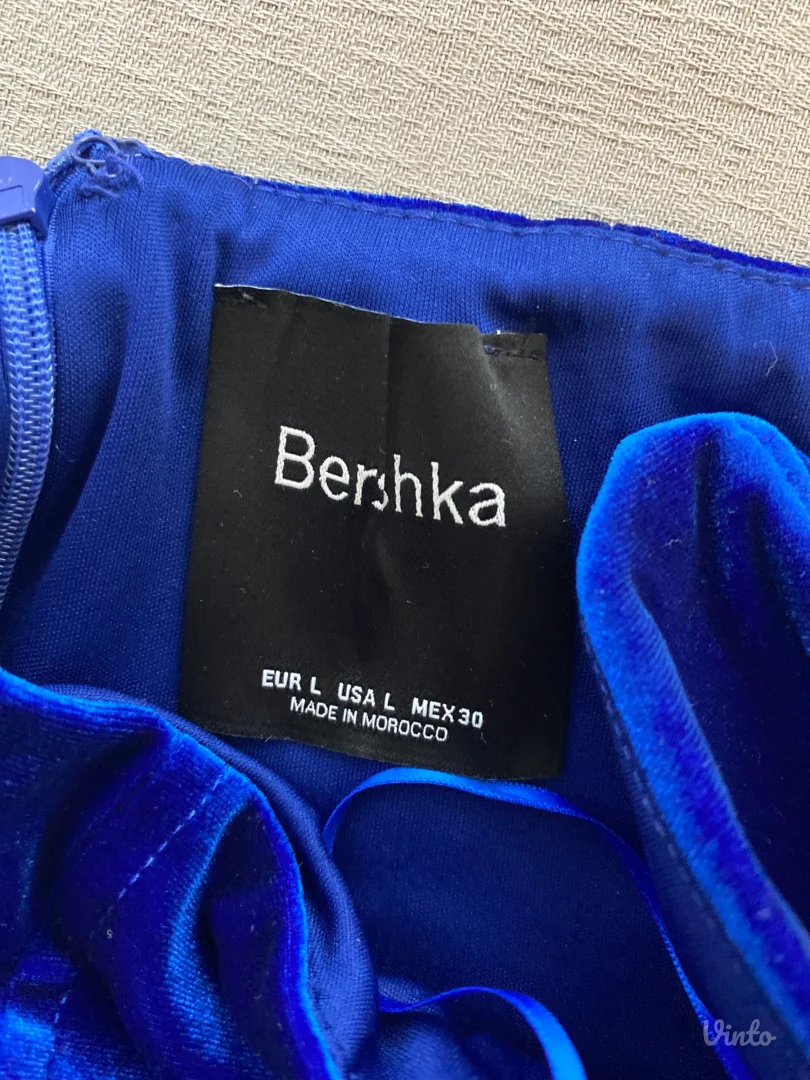 Bershka
EUR L USA L MEX 30
MADE IN MOROCCO
Vinto